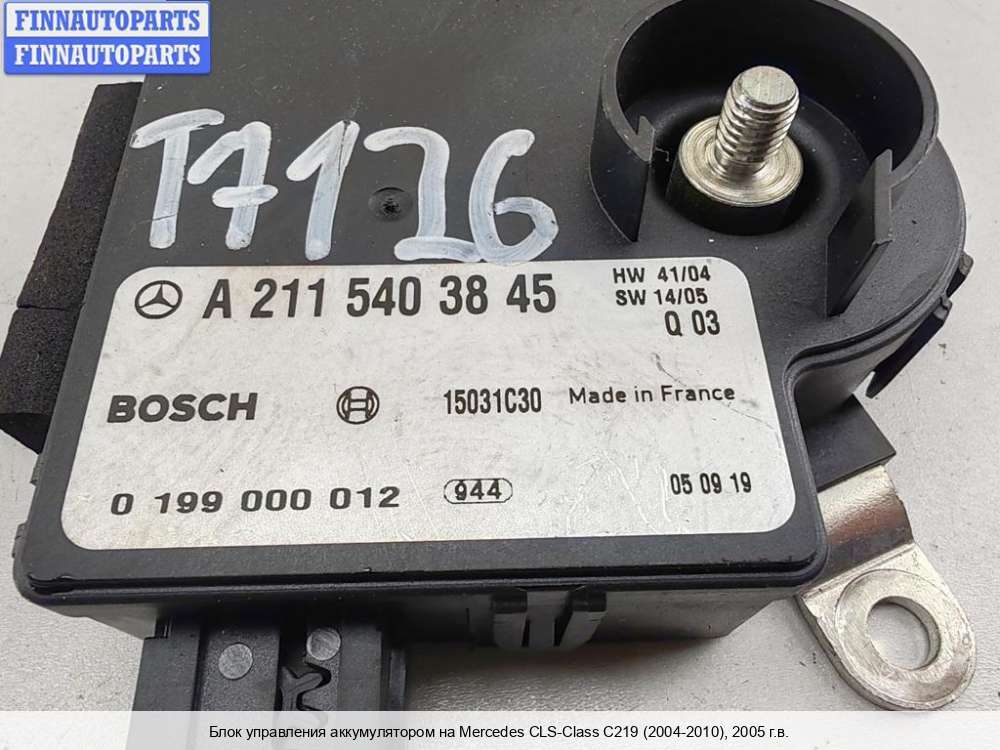 FINNAUTOPARTS
FINNAUTOPARTS
T7126
A 211 540 38 45
HW 41/04
SW 14/05
Q 03
BOSCH
15031C30 Made in France
0 199 000 012 944 05 09 19
Блок управления аккумулятором на Mercedes CLS-Class C219 (2004-2010), 2005 г.в.